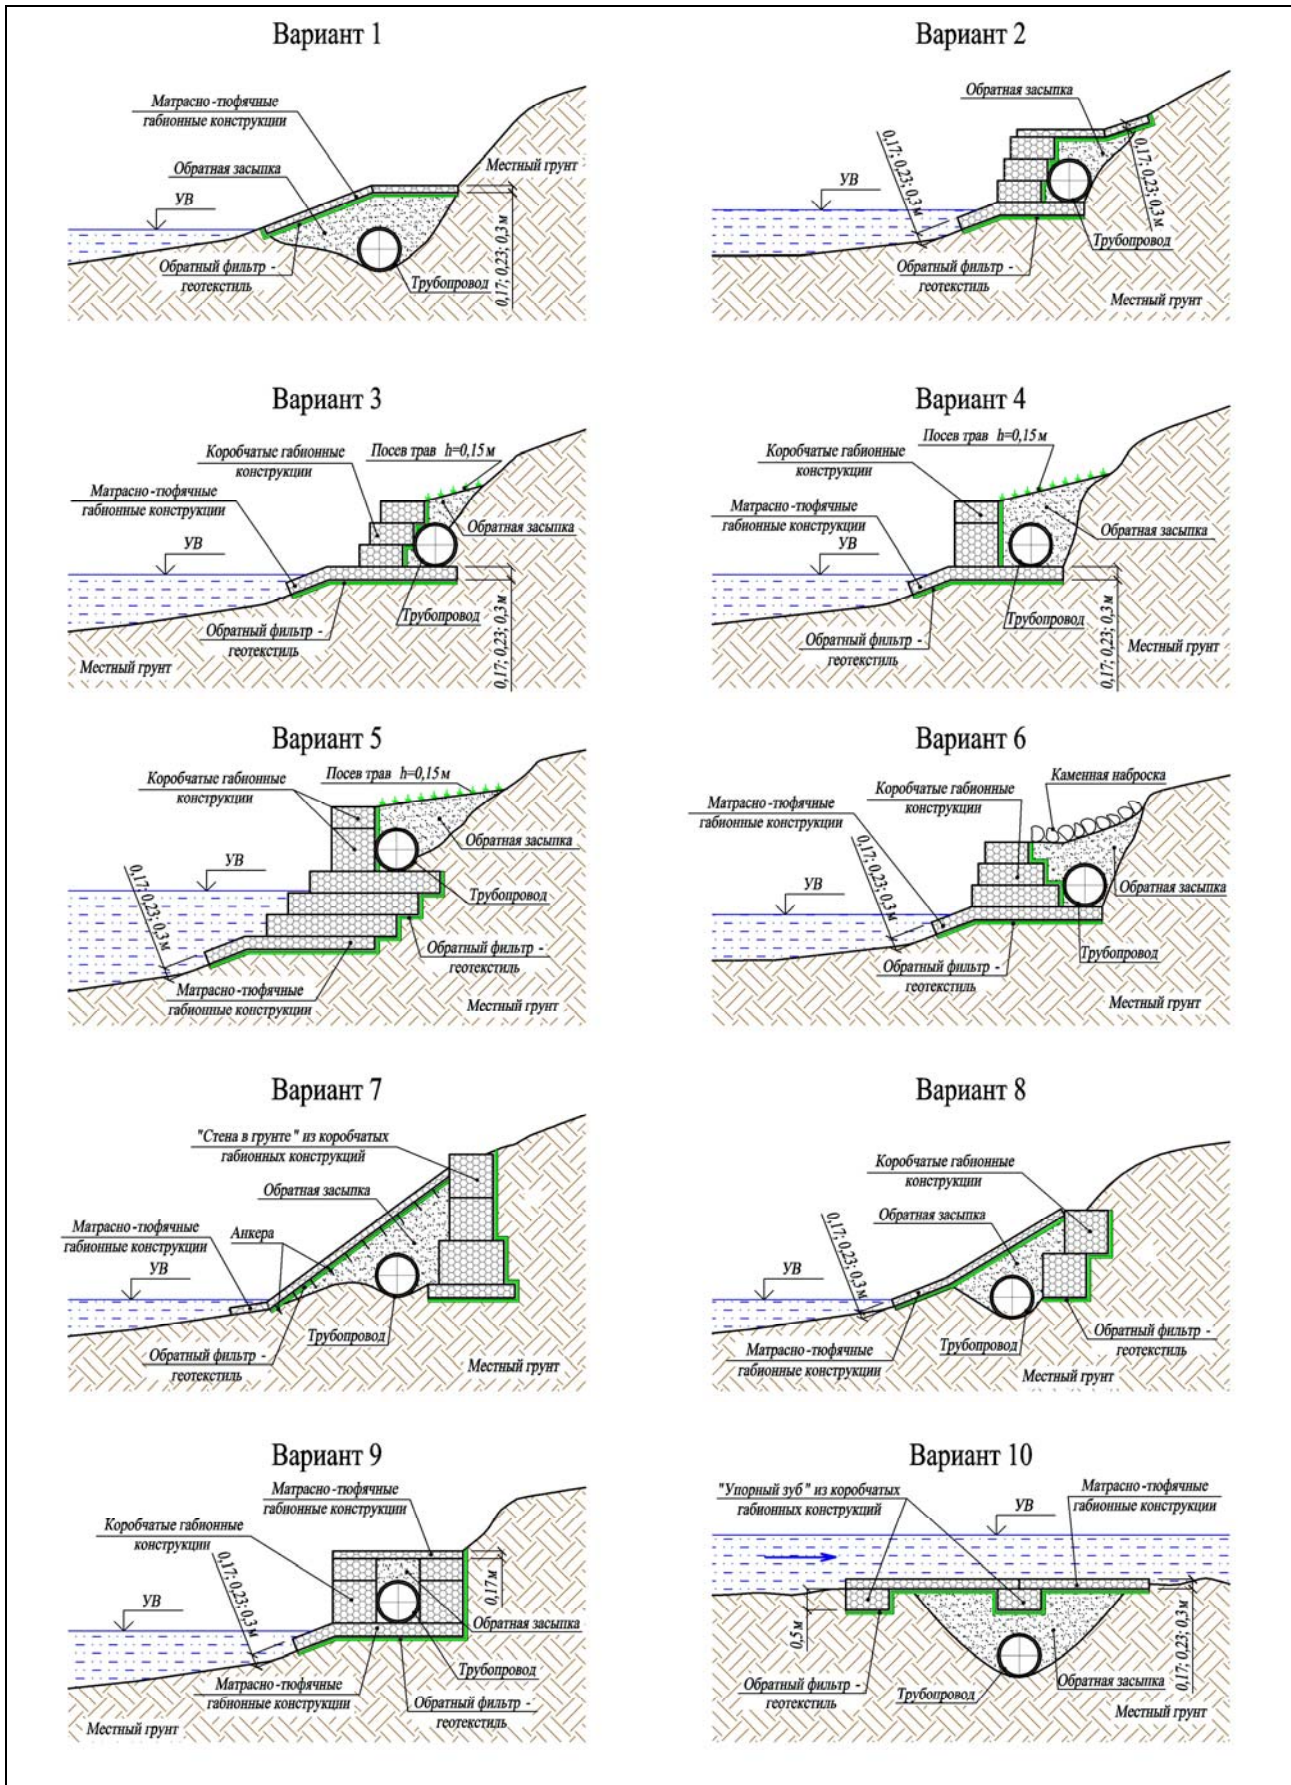 Вариант 1
Матрасно-тюфячные
габионные конструкции
Обратная засыпка
Местный грунт
УВ
Обратный фильтр -
геотекстиль
Трубопровод
0,17; 0,23; 0,3 м
Вариант 2
Обратная засыпка
0,17; 0,23; 0,3 м
0,17; 0,23; 0,3 м
УВ
Трубопровод
Обратный фильтр -
геотекстиль
Местный грунт
Вариант 3
Коробчатые габионные
конструкции
Посев трав h=0,15 м
Матрасно-тюфячные
габионные конструкции
Обратная засыпка
УВ
Трубопровод
Обратный фильтр -
геотекстиль
Местный грунт
0,17; 0,23; 0,3 м
Вариант 4
Посев трав h=0,15 м
Коробчатые габионные
конструкции
Матрасно-тюфячные
габионные конструкции
Обратная засыпка
УВ
Трубопровод
Обратный фильтр -
геотекстиль
0,17; 0,23; 0,3 м
Местный грунт
Вариант 5
Коробчатые габионные
конструкции
Посев трав h=0,15 м
Обратная засыпка
УВ
0,17; 0,23; 0,3 м
Трубопровод
Обратный фильтр -
геотекстиль
Матрасно-тюфячные
габионные конструкции
Местный грунт
Вариант 6
Каменная наброска
Коробчатые габионные
конструкции
Матрасно-тюфячные
габионные конструкции
0,17; 0,23; 0,3 м
УВ
Обратная засыпка
Трубопровод
Обратный фильтр -
геотекстиль
Местный грунт
Вариант 7
"Стена в грунте" из коробчатых
габионных конструкций
Обратная засыпка
Матрасно-тюфячные
габионные конструкции
Анкера
УВ
Трубопровод
Обратный фильтр -
геотекстиль
Местный грунт
Вариант 8
Коробчатые габионные
конструкции
Обратная засыпка
0,17; 0,23; 0,3 м
УВ
Обратный фильтр -
геотекстиль
Трубопровод
Матрасно-тюфячные
габионные конструкции
Местный грунт
Вариант 9
Матрасно-тюфячные
габионные конструкции
Коробчатые габионные
конструкции
0,17; 0,23; 0,3 м
0,17 м
УВ
Обратная засыпка
Трубопровод
Матрасно-тюфячные
габионные конструкции
Обратный фильтр -
геотекстиль
Местный грунт
Вариант 10
"Упорный зуб" из коробчатых
габионных конструкций
УВ
Матрасно-тюфячные
габионные конструкции
0,5 м
0,17; 0,23; 0,3 м
Обратный фильтр -
геотекстиль
Трубопровод
Обратная засыпка
Местный грунт